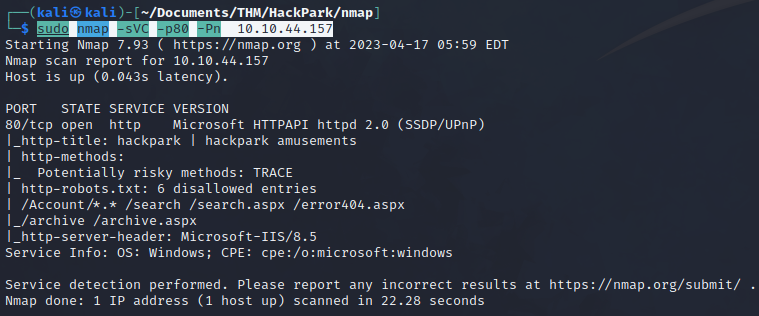 ┌──(kali㉿kali)-[~/Documents/THM/HackPark/nmap]
└─$ sudo nmap -sVC -p80 -Pn 10.10.44.157
Starting Nmap 7.93 ( https://nmap.org ) at 2023-04-17 05:59 EDT
Nmap scan report for 10.10.44.157
Host is up (0.043s latency).

PORT   STATE SERVICE VERSION
80/tcp open  http    Microsoft HTTPAPI httpd 2.0 (SSDP/UPnP)
|_http-title: hackpark | hackpark amusements
| http-methods:
|_  Potentially risky methods: TRACE
| http-robots.txt: 6 disallowed entries
| /Account/*.* /search /search.aspx /error404.aspx
|_/archive /archive.aspx
|_http-server-header: Microsoft-IIS/8.5
Service Info: OS: Windows; CPE: cpe:/o:microsoft:windows

Service detection performed. Please report any incorrect results at https://nmap.org/submit/ .
Nmap done: 1 IP address (1 host up) scanned in 22.28 seconds